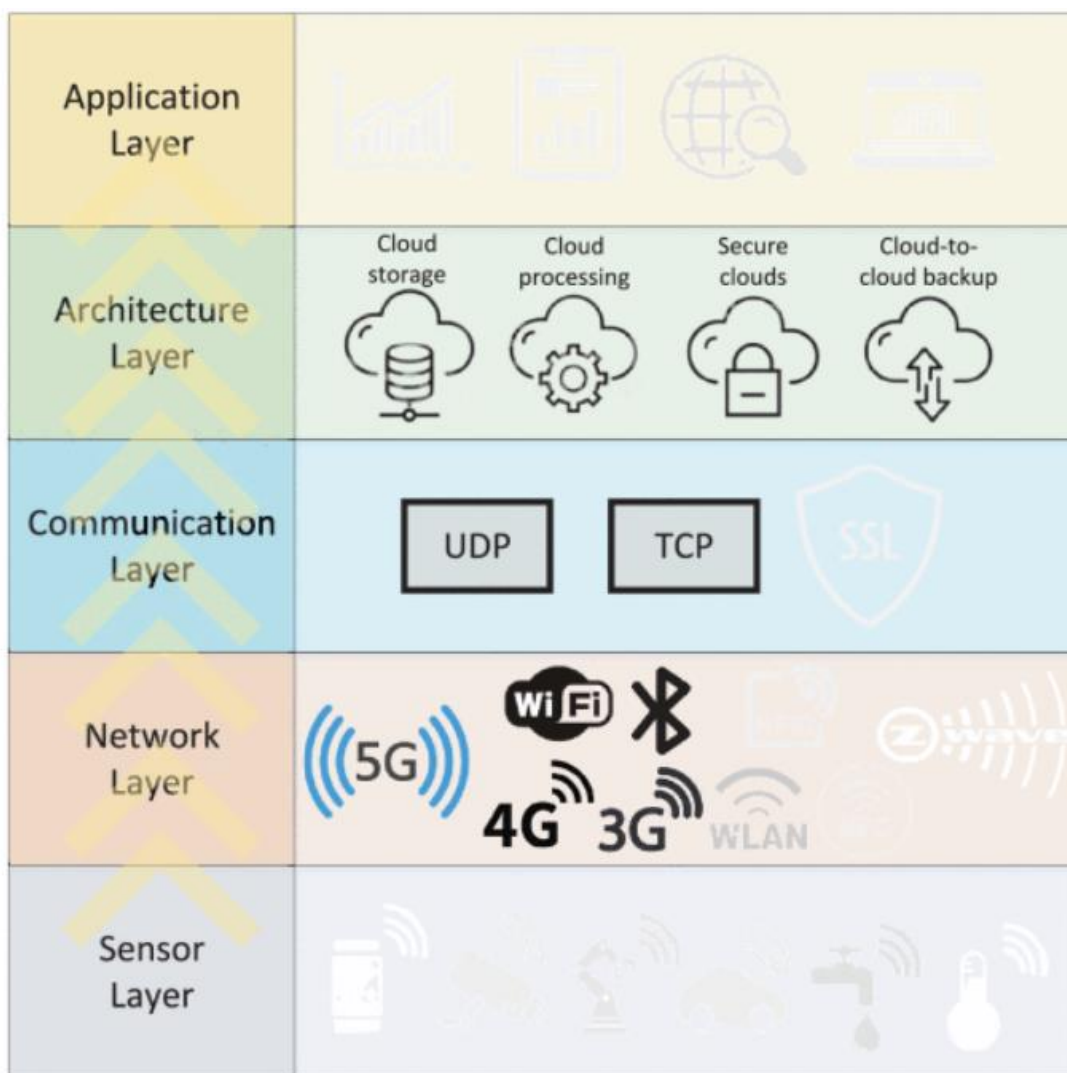 Application
Layer
Cloud
storage
Cloud
processing
Secure
clouds
Cloud-to-
cloud backup
Architecture
Layer
Communication
Layer
UDP
TCP
SSL
Network
Layer
5G
WiFi
4G
3G
WLAN
Z wave
Sensor
Layer